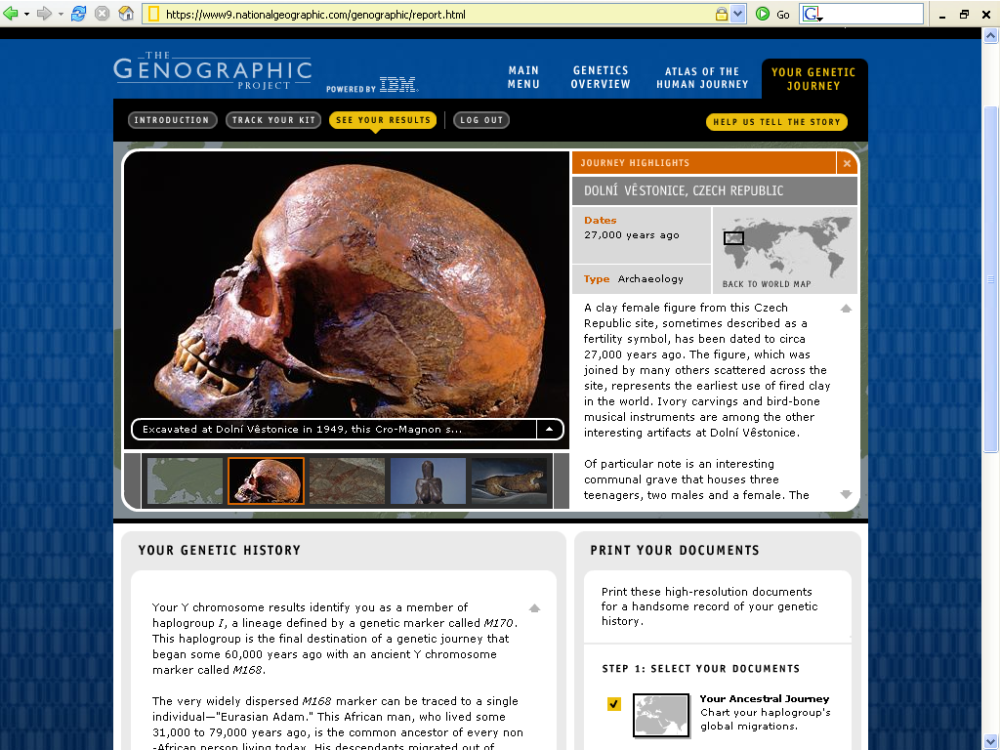 https://www9.nationalgeographic.com/genographic/report.html
Go
G
THE
GENOGRAPHIC
PROJECT
POWERED BY IBM
MAIN
MENU
GENETICS
OVERVIEW
ATLAS OF THE
HUMAN JOURNEY
YOUR GENETIC
JOURNEY
INTRODUCTION
TRACK YOUR KIT
SEE YOUR RESULTS
LOG OUT
HELP US TELL THE STORY
JOURNEY HIGHLIGHTS
DOLNÍ VĚSTONICE, CZECH REPUBLIC
Dates
27,000 years ago
Type Archaeology
BACK TO WORLD MAP
A clay female figure from this Czech
Republic site, sometimes described as a
fertility symbol, has been dated to circa
27,000 years ago. The figure, which was
joined by many others scattered across the
site, represents the earliest use of fired clay
in the world. Ivory carvings and bird-bone
musical instruments are among the other
interesting artifacts at Dolní Vêstonice.
Of particular note is an interesting
communal grave that houses three
teenagers, two males and a female. The
Excavated at Dolní Vêstonice in 1949, this Cro-Magnon s...
YOUR GENETIC HISTORY
Your Y chromosome results identify you as a member of
haplogroup I, a lineage defined by a genetic marker called M170.
This haplogroup is the final destination of a genetic journey that
began some 60,000 years ago with an ancient Y chromosome
marker called M168.
The very widely dispersed M168 marker can be traced to a single
individual—"Eurasian Adam." This African man, who lived some
31,000 to 79,000 years ago, is the common ancestor of every non
-African person living today. His descendants migrated out of
PRINT YOUR DOCUMENTS
Print these high-resolution documents
for a handsome record of your genetic
history.
STEP 1: SELECT YOUR DOCUMENTS
Your Ancestral Journey
Chart your haplogroup's
global migrations.